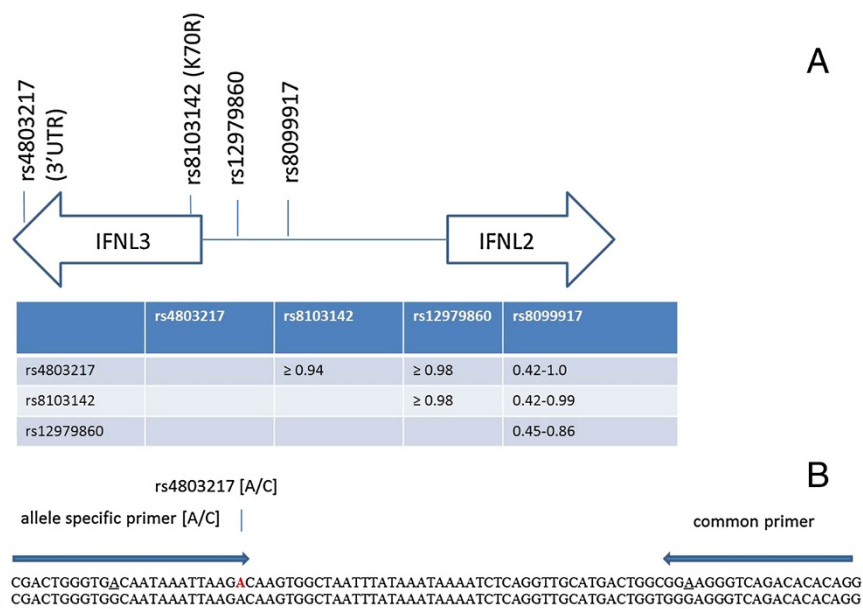 A
rs4803217
(3'UTR)
rs8103142 (K70R)
rs12979860
rs8099917
IFNL3
IFNL2
rs4803217 rs8103142 rs12979860 rs8099917
rs4803217 ≥ 0.94 ≥ 0.98 0.42-1.0
rs8103142 ≥ 0.98 0.42-0.99
rs12979860 0.45-0.86
B
rs4803217 [A/C]
allele specific primer [A/C]
common primer
CGACTGGGTGACAATAAATTAAGACAAGTGGCTAATTTATAAATAAAATCTCAGGTTGCATGACTGGCGGAAGGGTCAGACACACAGG
CGACTGGGTGGCAATAAATTAAGACAAGTGGCTAATTTATAAATAAAATCTCAGGTTGCATGACTGGTGGGAGGGTCAGACACACAGG